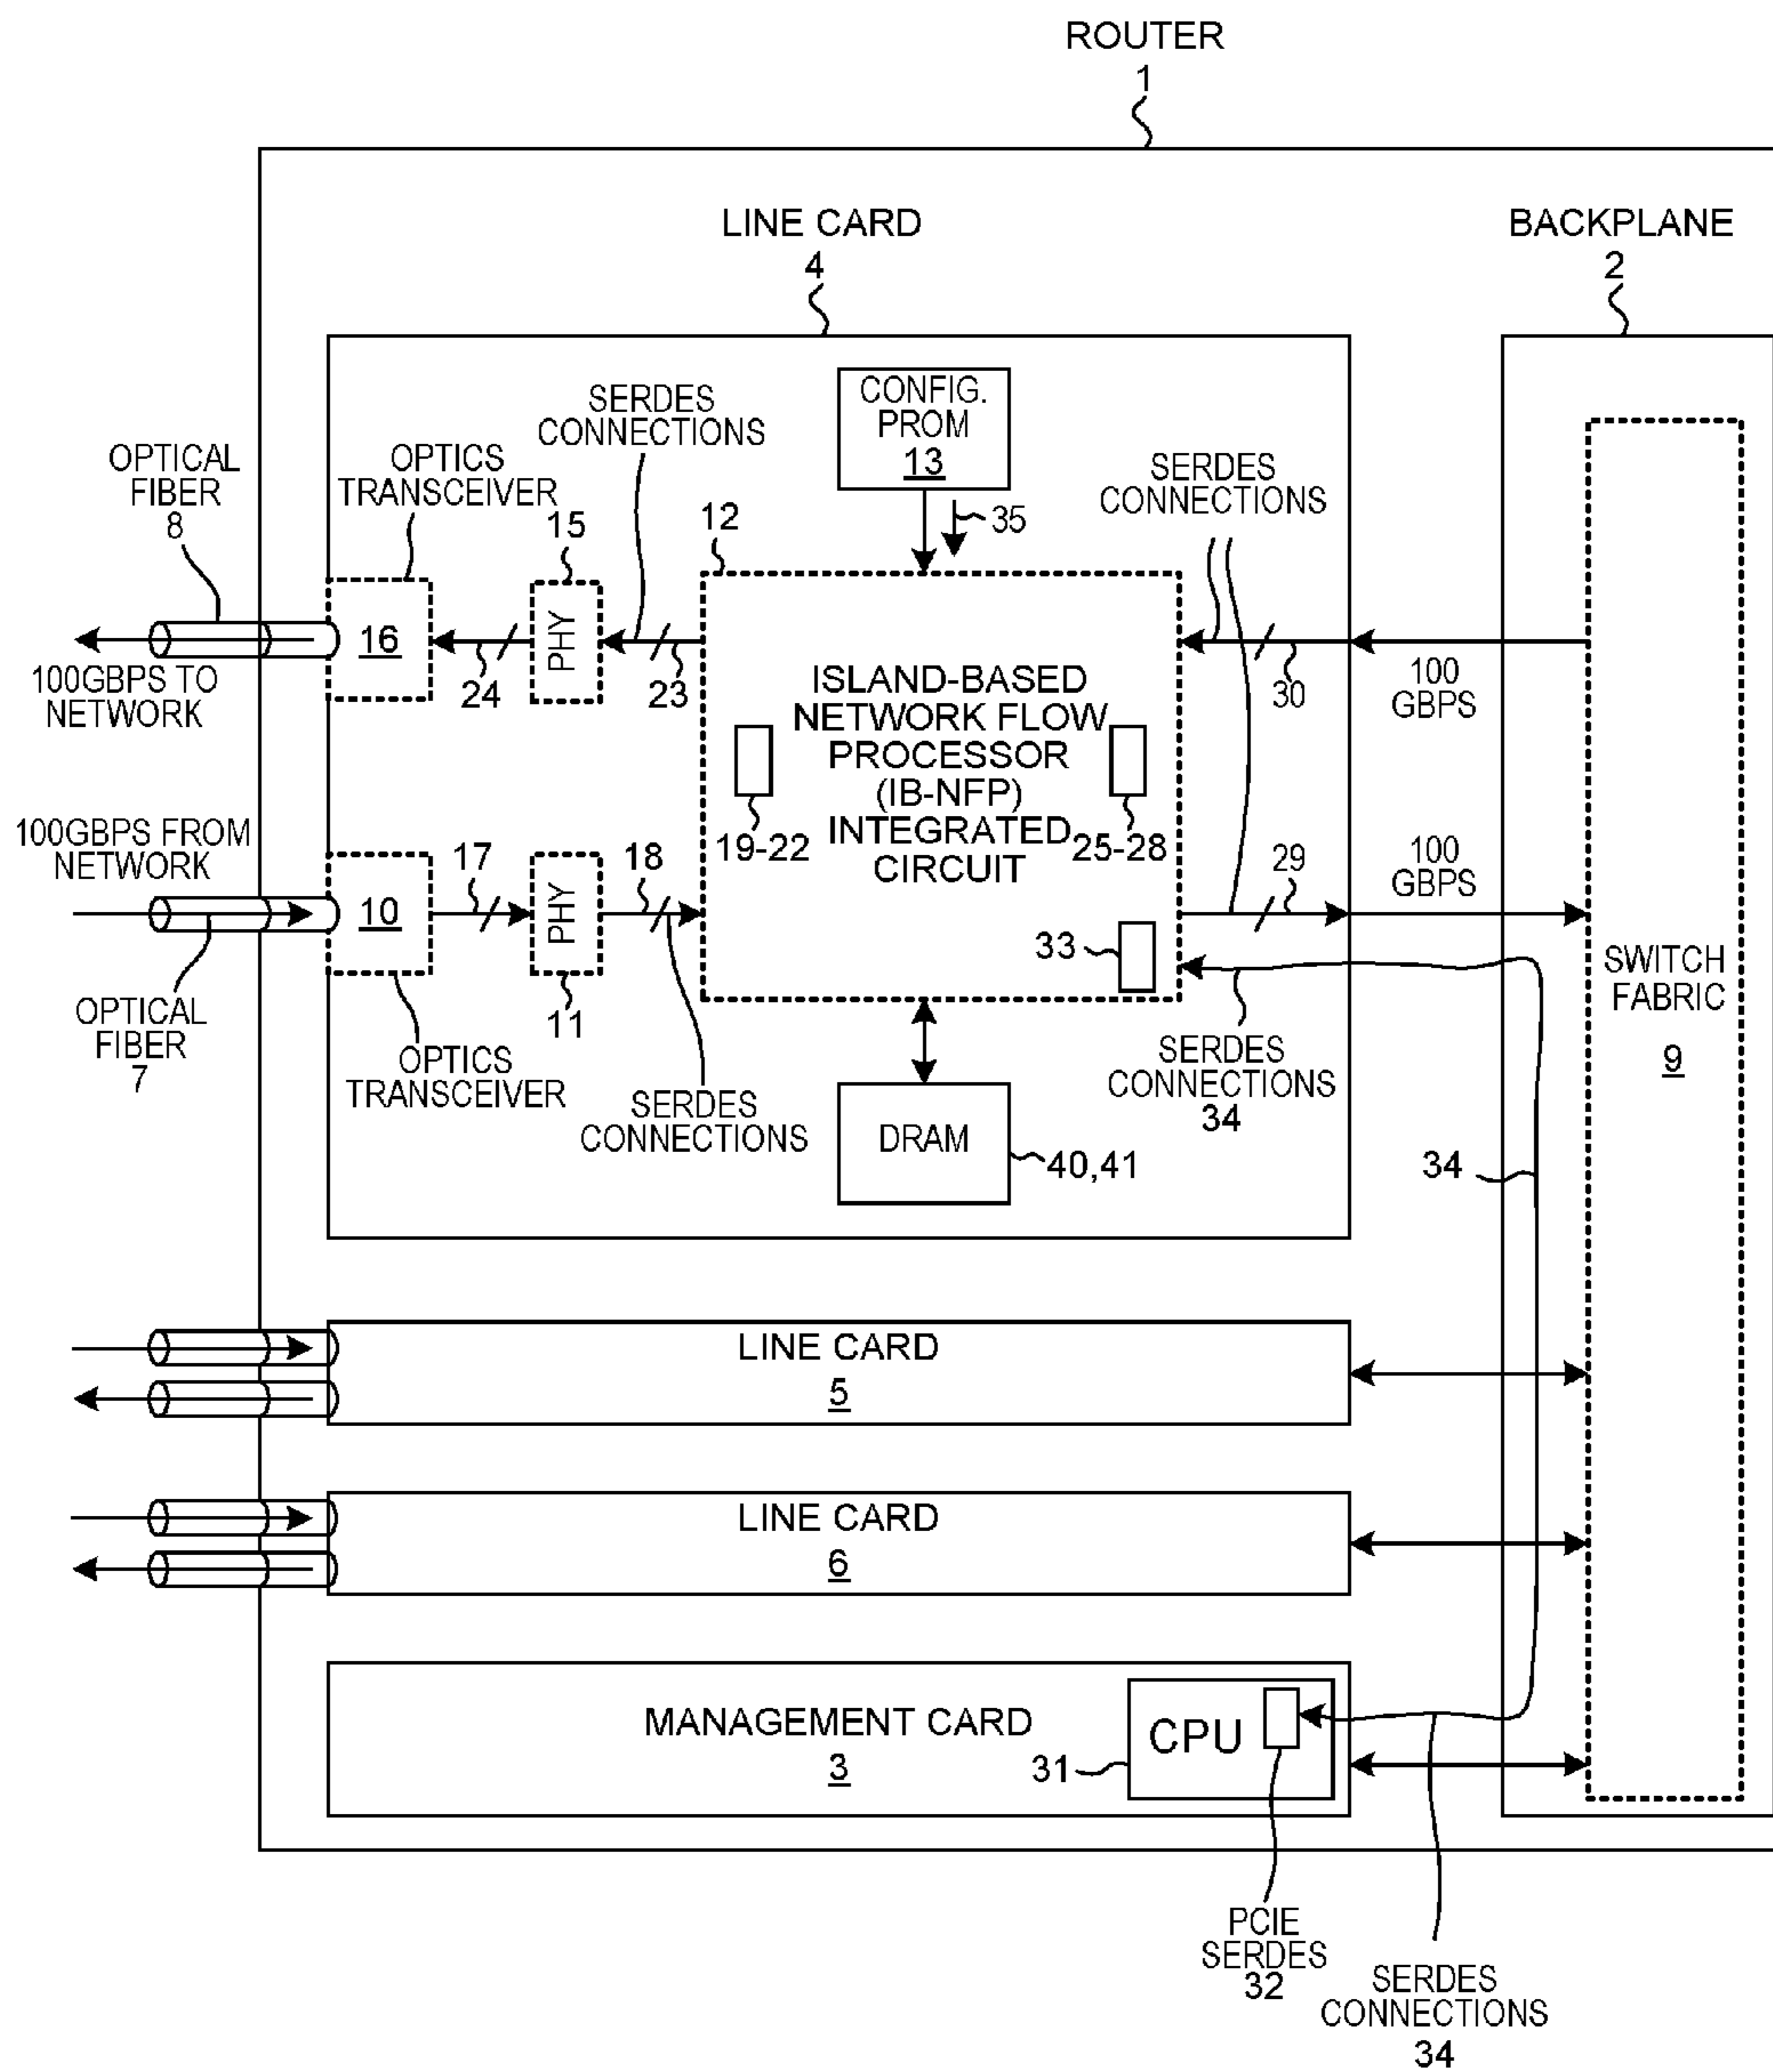 ROUTER
1
LINE CARD
4
BACKPLANE
2
CONFIG.
PROM
13
SERDES
CONNECTIONS
OPTICAL
FIBER
8
OPTICS
TRANSCEIVER
15
12
35
SERDES
CONNECTIONS
16
PHY
24
23
30
100
GBPS
100GBPS TO
NETWORK
ISLAND-BASED
NETWORK FLOW
PROCESSOR
(IB-NFP)
INTEGRATED
CIRCUIT
19-22
25-28
100GBPS FROM
NETWORK
10
17
PHY
18
29
100
GBPS
33
OPTICAL
FIBER
7
11
OPTICS
TRANSCEIVER
SERDES
CONNECTIONS
SERDES
CONNECTIONS
34
SWITCH
FABRIC
9
DRAM
40,41
34
LINE CARD
5
LINE CARD
6
MANAGEMENT CARD
3
31
CPU
PCIE
SERDES
32
SERDES
CONNECTIONS
34